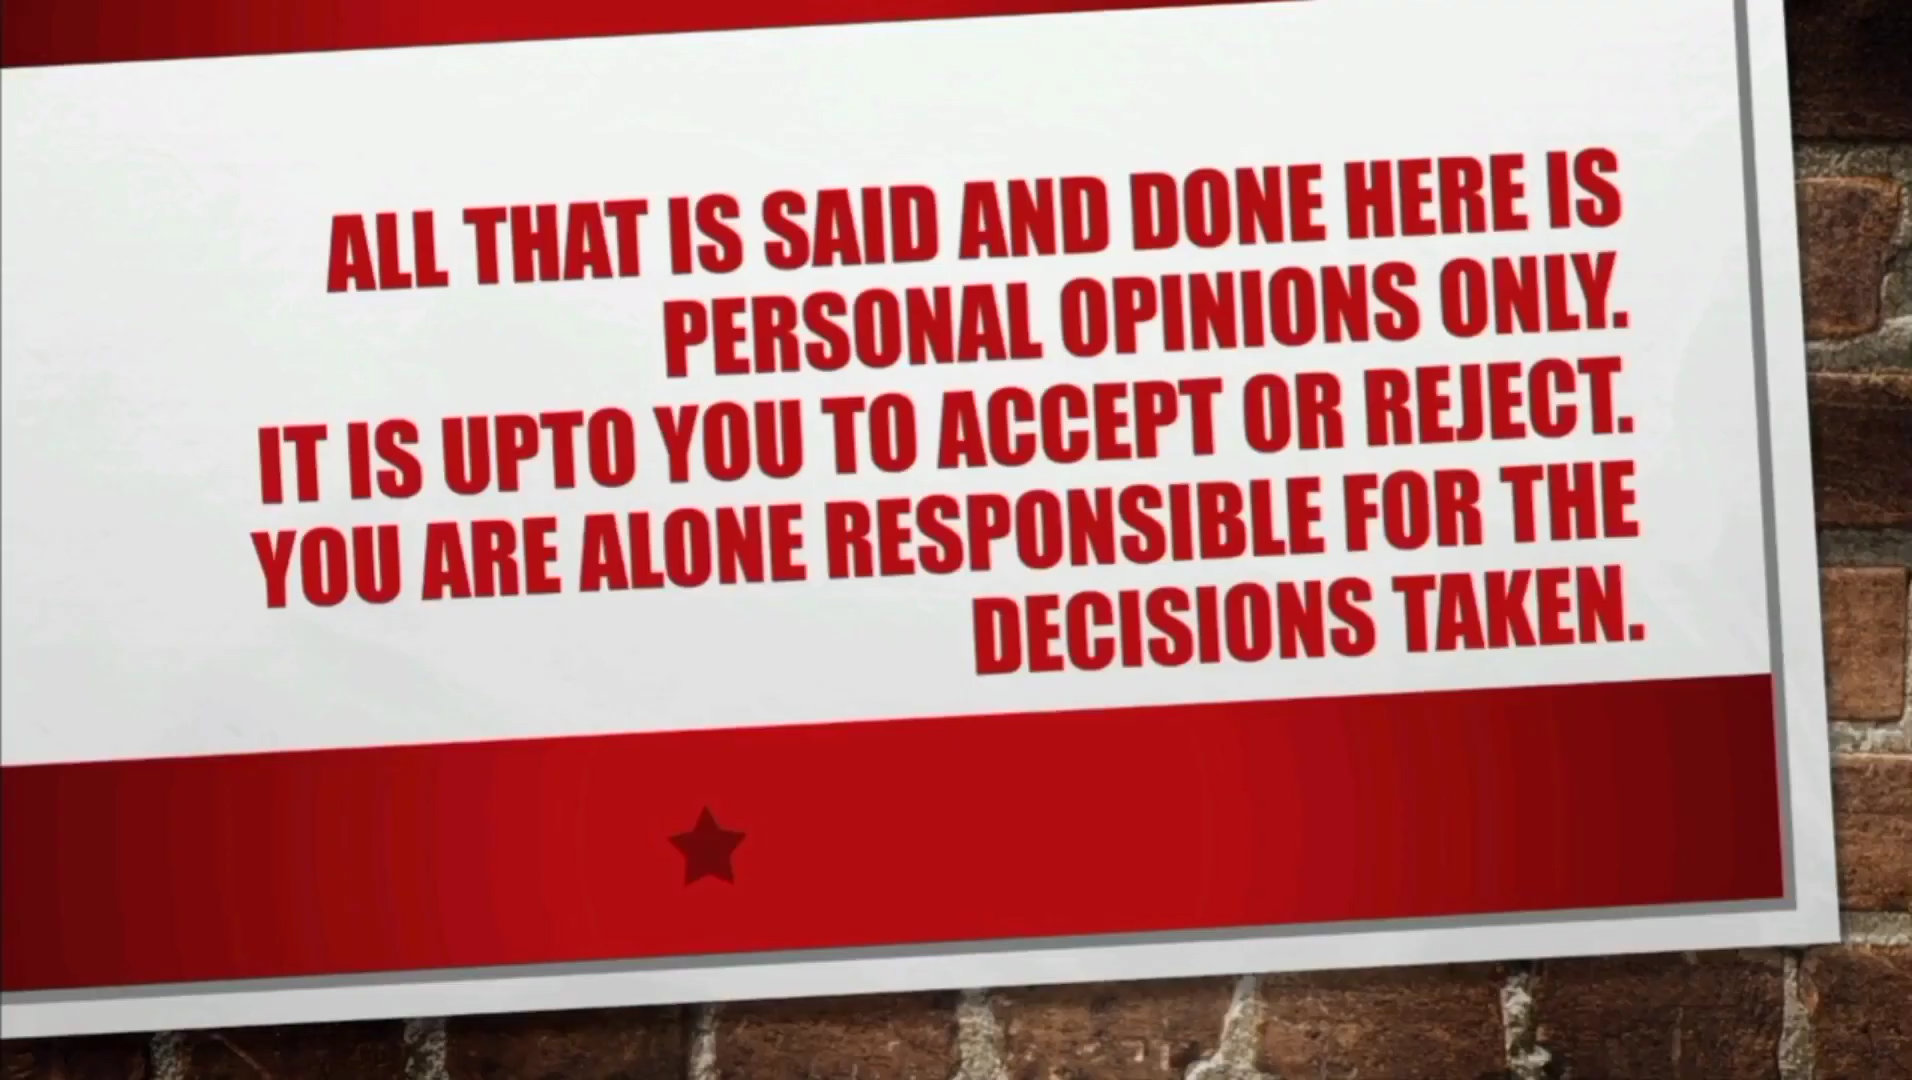 ALL THAT IS SAID AND DONE HERE IS
PERSONAL OPINIONS ONLY.
IT IS UPTO YOU TO ACCEPT OR REJECT.
YOU ARE ALONE RESPONSIBLE FOR THE
DECISIONS TAKEN.